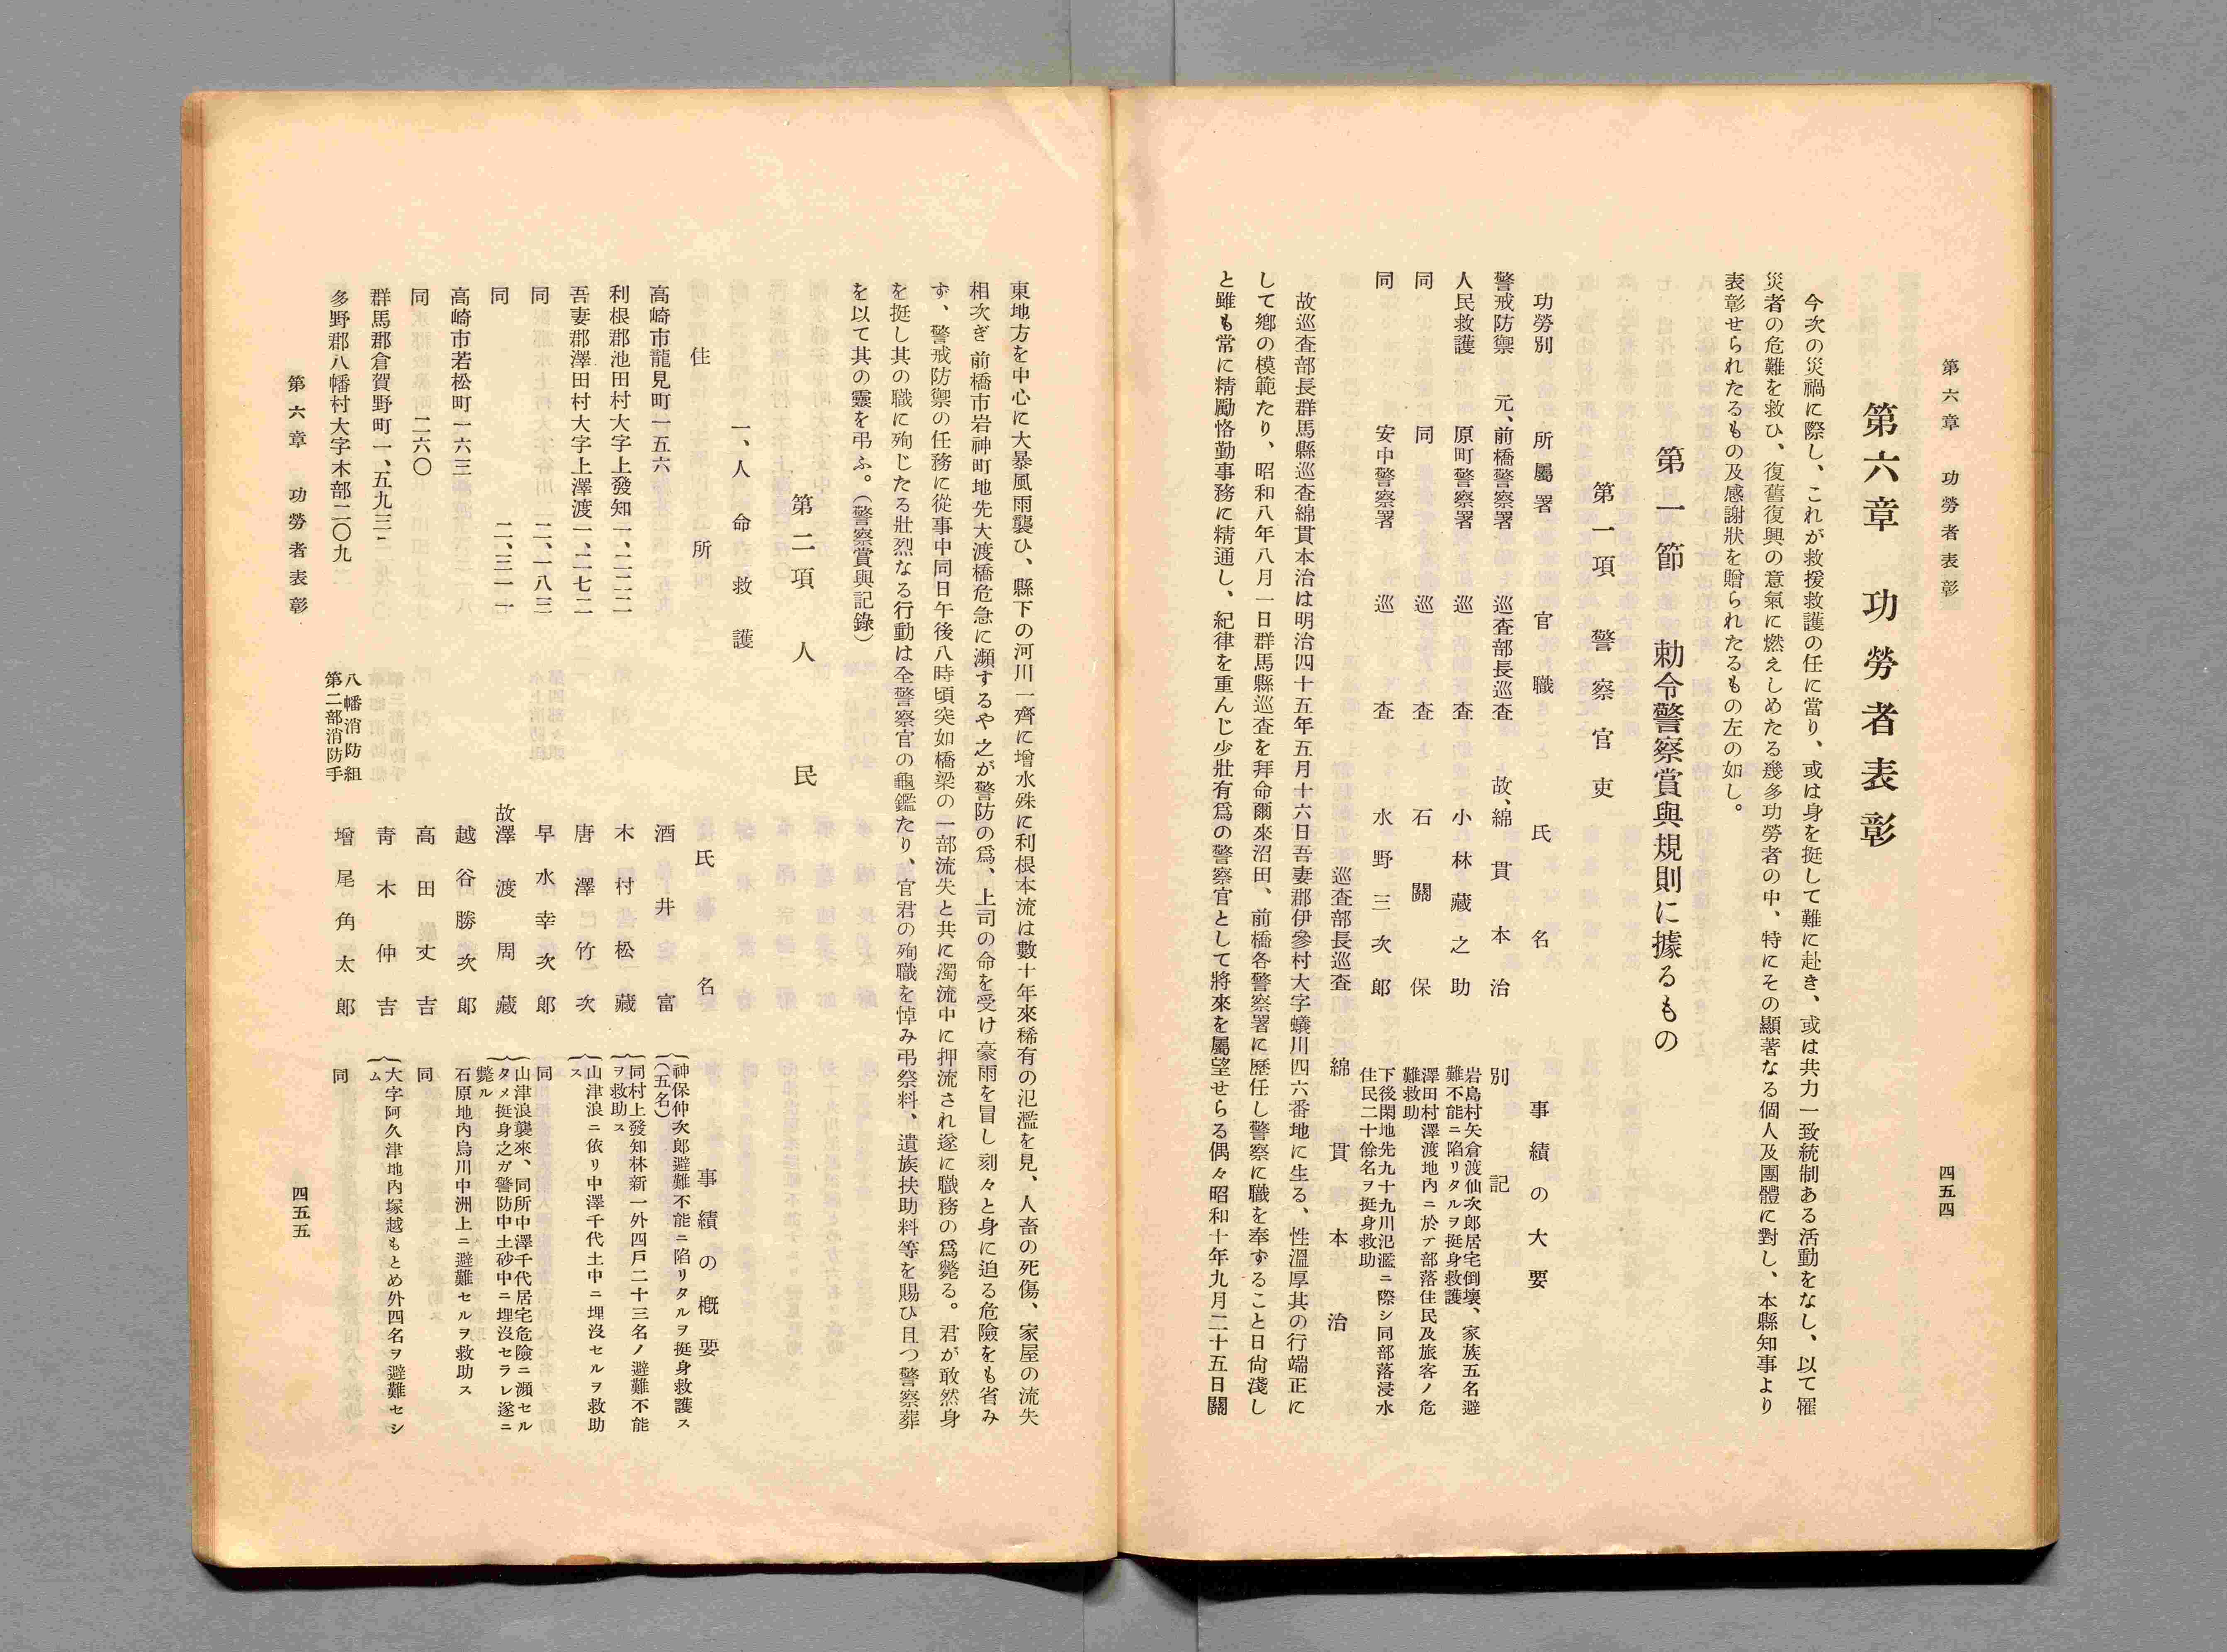 第六章　功勞者表彰
四五四
第六章　功勞者表彰
今次の災禍に際し、これが救援救護の任に當り、或は身を挺して難に赴き、或は共力一致統制ある活動をなし、以て罹
災者の危難を救ひ、復舊復興の意氣に燃えしめたる幾多功勞者の中、特にその顯著なる個人及團體に對し、本縣知事より
表彰せられたるもの及感謝狀を贈られたるもの左の如し。
第一節　勅令警察賞與規則に據るもの
第一項　警察官吏
功勞別　所屬署　官職　氏名　事績の大要
警戒防禦　元、前橋警察署　巡査部長巡査　故、綿貫本治　別記
人民救護　原町警察署　巡査　小林藏之助　岩島村矢倉渡仙次郎居宅倒壞、家族五名避
難不能ニ陷リタルヲ挺身救護
同　同　巡査　石關保　澤田村澤渡地內ニ於テ部落住民及旅客ノ危
難救助
同　安中警察署　巡査　水野三次郎　下後閑地先九十九川氾濫ニ際シ同部落浸水
住民二十餘名ヲ挺身救助
巡査部長巡査　綿貫本治
故巡査部長群馬縣巡査綿貫本治は明治四十五年五月十六日吾妻郡伊參村大字蟻川四六番地に生る、性溫厚其の行端正に
して鄕の模範たり、昭和八年八月一日群馬縣巡査を拜命爾來沼田、前橋各警察署に歷任し警察に職を奉ずること日尙淺し
と雖も常に精勵恪勤事務に精通し、紀律を重んじ少壯有爲の警察官として將來を屬望せらる偶々昭和十年九月二十五日關
東地方を中心に大暴風雨襲ひ、縣下の河川一齊に增水殊に利根本流は數十年來稀有の氾濫を見、人畜の死傷、家屋の流失
相次ぎ前橋市岩神町地先大渡橋危急に瀕するや之が警防の爲、上司の命を受け豪雨を冒し刻々と身に迫る危險をも省み
ず、警戒防禦の任務に從事中同日午後八時頃突如橋梁の一部流失と共に濁流中に押流され遂に職務の爲斃る。君が敢然身
を挺し其の職に殉じたる壯烈なる行動は全警察官の龜鑑たり、官君の殉職を悼み弔祭料、遺族扶助料等を賜ひ且つ警察葬
を以て其の靈を弔ふ。（警察賞與記錄）
第二項　人民
一、人命救護
住所　氏名　事績の槪要
高崎市龍見町一五六　酒井富　神保仲次郎避難不能ニ陷リタルヲ挺身救護ス
（五名）
利根郡池田村大字上發知一、二二二　木村松藏　同村上發知林新一外四戶二十三名ノ避難不能
ヲ救助ス
吾妻郡澤田村大字上澤渡二、二七二　唐澤竹次　山津浪ニ依リ中澤千代土中ニ埋沒セルヲ救助
ス
同　二、一八三　早水幸次郎　同
同　二、三一一　故澤渡周藏　山津浪襲來、同所中澤千代居宅危險ニ瀕セル
タメ挺身之ガ警防中土砂中ニ埋沒セラレ遂ニ
斃ル
高崎市若松町一六三　越谷勝次郎　石原地內烏川中洲上ニ避難セルヲ救助ス
同　二六〇　高田丈吉　同
群馬郡倉賀野町一、五九三　靑木仲吉　大字阿久津地內塚越もとめ外四名ヲ避難セシ
ム
多野郡八幡村大字木部二〇九　八幡消防組
第二部消防手　增尾角太郎　同
第六章　功勞者表彰
四五五